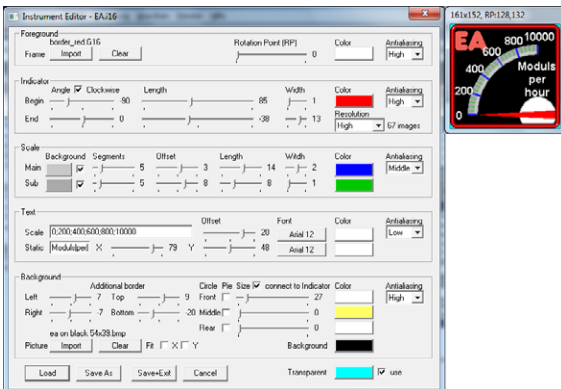 Instrument Editor - EAJ16
Foreground
border_red.G16
Frame Import Clear
Rotation Point (RP) 0
Color
Antialiasing
High
Indicator
Angle Clockwise Length Width Color Antialiasing
Begin -90 85 1 High
End 0 -38 13
Resolution
High 67 images
Scale
Background Segments Offset Length Witdh Color Antialiasing
Main 5 3 14 2 Middle
Sub 5 8 8 1
Text
Offset Font Color Antialiasing
Scale 0;200;400;600;800;10000 20 Arial 12 Low
Static Moduls|per| X 79 Y 48 Arial 12
Background
Additional border Circle Pie Size connect to Indicator Color Antialiasing
Left 7 Top 9 Front 27 High
Right -7 Bottom -20 Middle 0
Rear 0
ea on black 54x39.bmp
Picture Import Clear Fit X Y Background
Load Save As Save+Exit Cancel Transparent use
161x152, RP:128,132
EA
0
200
400
600
800
10000
Moduls
per
hour